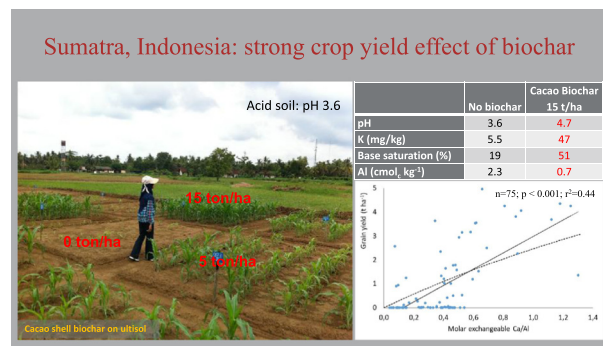 Sumatra, Indonesia: strong crop yield effect of biochar
Acid soil: pH 3.6
15 ton/ha
0 ton/ha
5 ton/ha
Cacao shell biochar on ultisol
No biochar
Cacao Biochar
15 t/ha
pH 3.6 4.7
K (mg/kg) 5.5 47
Base saturation (%) 19 51
Al (cmolc kg-1) 2.3 0.7
n=75; p < 0.001; r2=0.44
Grain yield (t ha-1)
5
4
3
2
1
0
0,0 0,2 0,4 0,6 0,8 1,0 1,2 1,4
Molar exchangeable Ca/Al